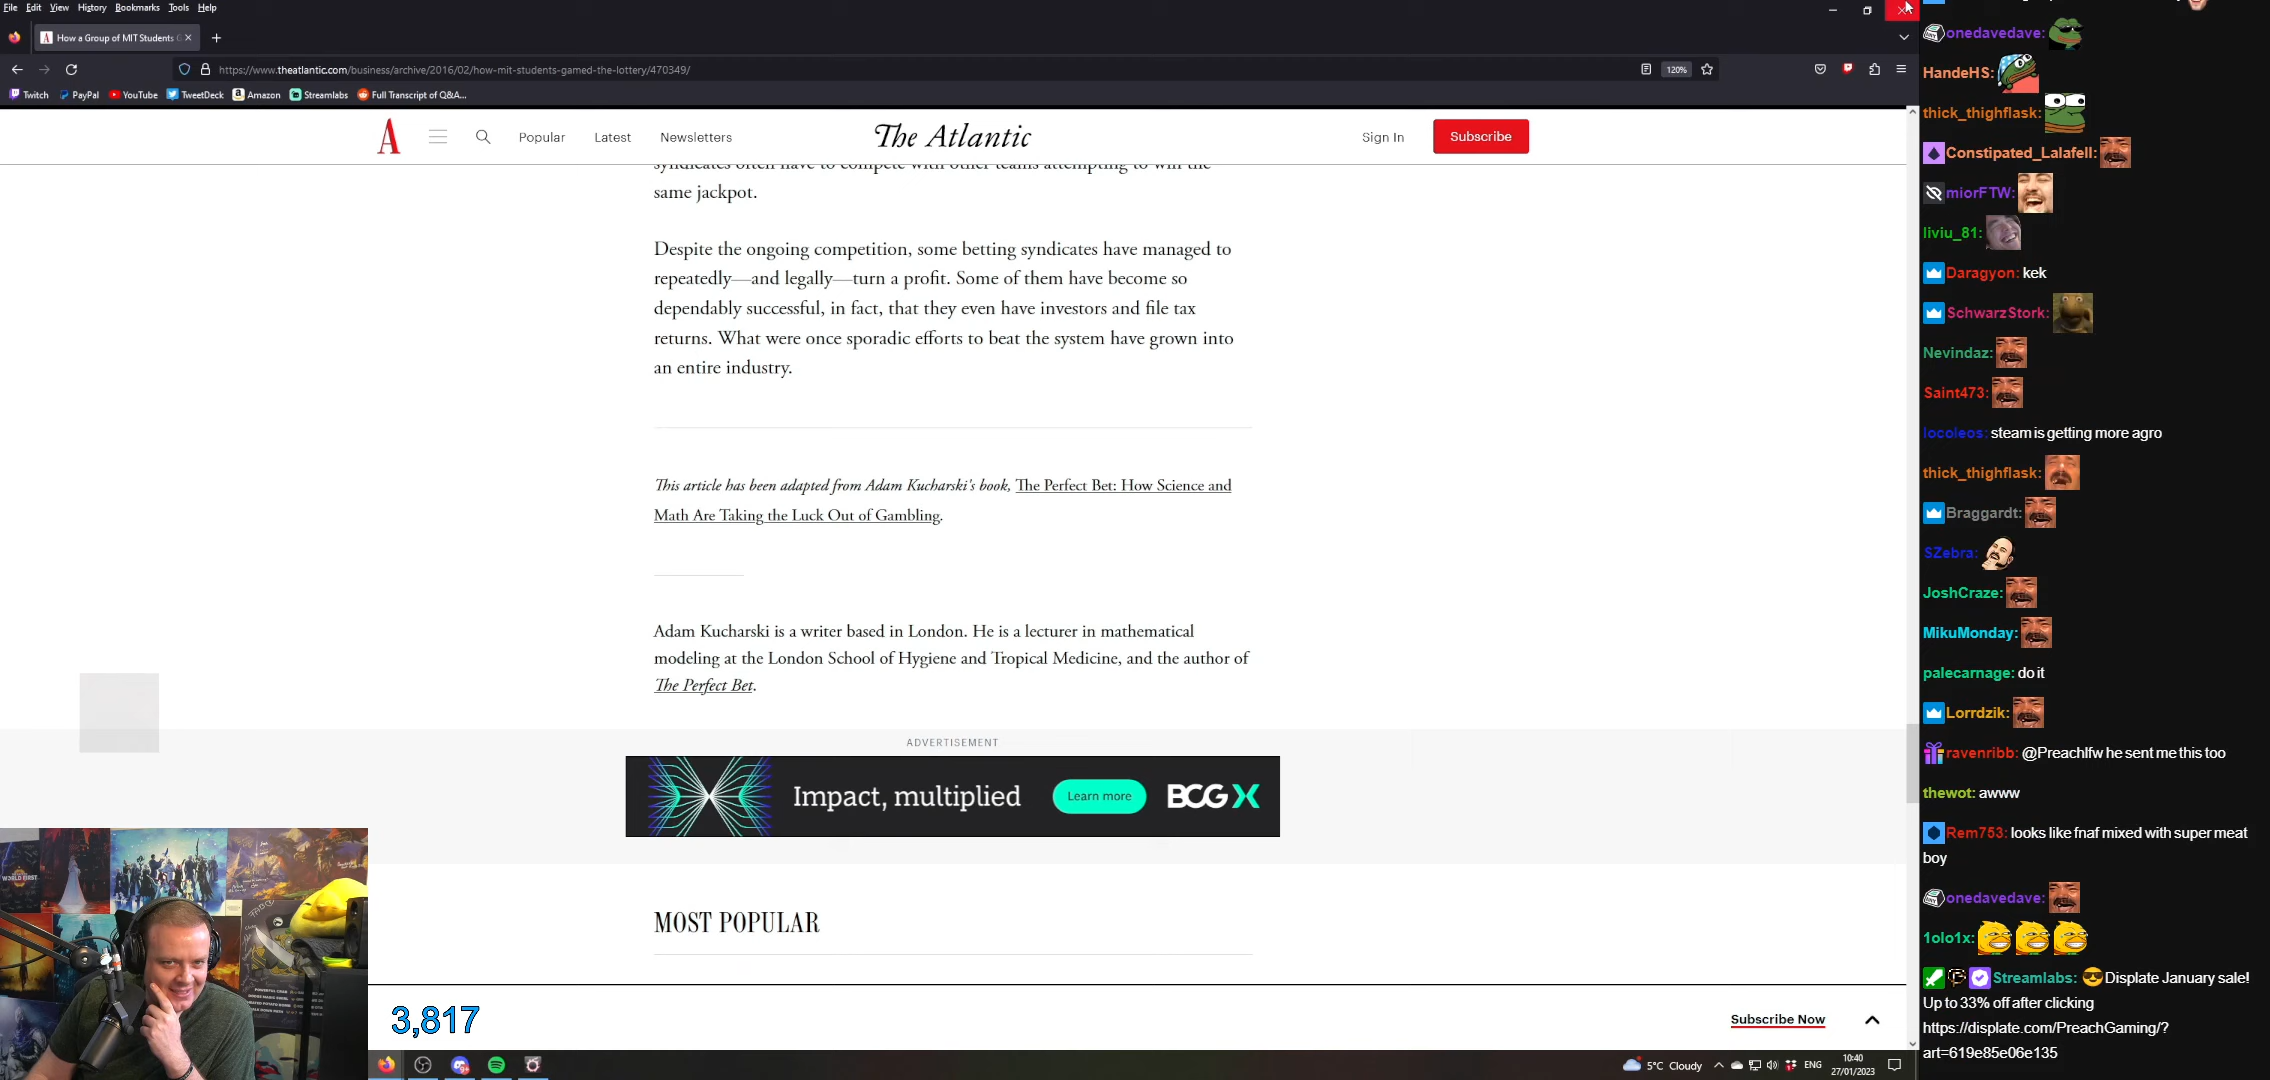 File Edit View History Bookmarks Tools Help
How a Group of MIT Students
https://www.theatlantic.com/business/archive/2016/02/how-mit-students-gamed-the-lottery/470349/
120%
Twitch PayPal YouTube TweetDeck Amazon Streamlabs Full Transcript of Q&A...
A Popular Latest Newsletters The Atlantic Sign In Subscribe
syndicates often have to compete with other teams attempting to win the
same jackpot.
Despite the ongoing competition, some betting syndicates have managed to
repeatedly—and legally—turn a profit. Some of them have become so
dependably successful, in fact, that they even have investors and file tax
returns. What were once sporadic efforts to beat the system have grown into
an entire industry.
This article has been adapted from Adam Kucharski's book, The Perfect Bet: How Science and
Math Are Taking the Luck Out of Gambling.
Adam Kucharski is a writer based in London. He is a lecturer in mathematical
modeling at the London School of Hygiene and Tropical Medicine, and the author of
The Perfect Bet.
ADVERTISEMENT
Impact, multiplied Learn more BCG X
MOST POPULAR
WORLD FIRST
3,817
Subscribe Now
5°C Cloudy ENG 10:40
27/01/2023
onedavedave:
HandeHS:
thick_thighflask:
Constipated_Lalafell:
miorFTW:
liviu_81:
Daragyon: kek
SchwarzStork:
Nevindaz:
Saint473:
locoleos: steam is getting more agro
thick_thighflask:
Braggardt:
SZebra:
JoshCraze:
MikuMonday:
palecarnage: do it
Lorrdzik:
ravenribb: @Preachlfw he sent me this too
thewot: awww
Rem753: looks like fnaf mixed with super meat
boy
onedavedave:
1olo1x:
Streamlabs: Displate January sale!
Up to 33% off after clicking
https://displate.com/PreachGaming/?
art=619e85e06e135